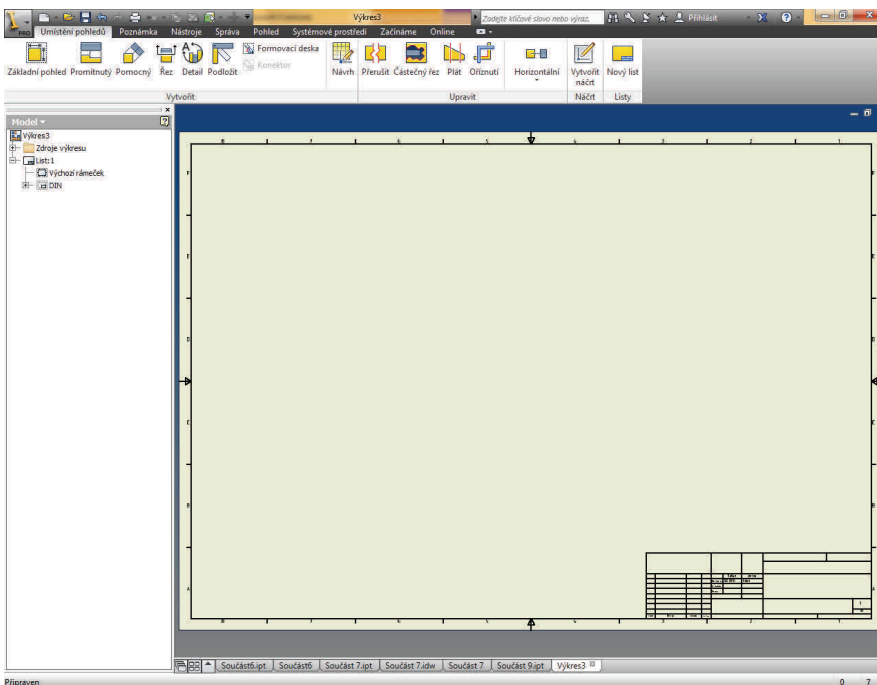 Výkres3
Zadejte klíčové slovo nebo výraz.
Přihlásit
PRO
Umístění pohledů Poznámka Nástroje Správa Pohled Systémové prostředí Začínáme Online
Formovací deska
Konektor
Základní pohled Promítnutý Pomocný Řez Detail Podložit Návrh Přerušit Částečný řez Plát Oříznutí Horizontální Vytvořit náčrt Nový list
Vytvořit Upravit Náčrt Listy
Model
Výkres3
Zdroje výkresu
List:1
Výchozí rámeček
DIN
Součást6.ipt Součást6 Součást 7.ipt Součást 7.idw Součást 7 Součást 9.ipt Výkres3
Připraven 0 7